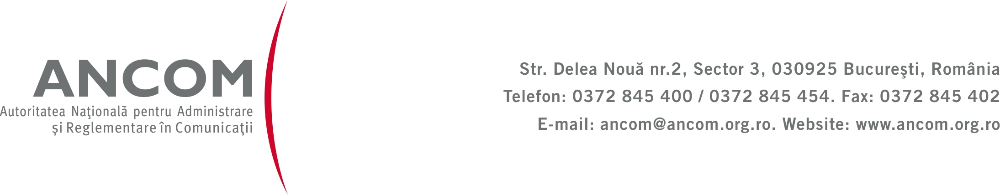 ANCOM
Autoritatea Naţionalã pentru Administrare
şi Reglementare în Comunicaţii
Str. Delea Nouă nr.2, Sector 3, 030925 Bucureşti, România
Telefon: 0372 845 400 / 0372 845 454. Fax: 0372 845 402
E-mail: ancom@ancom.org.ro. Website: www.ancom.org.ro